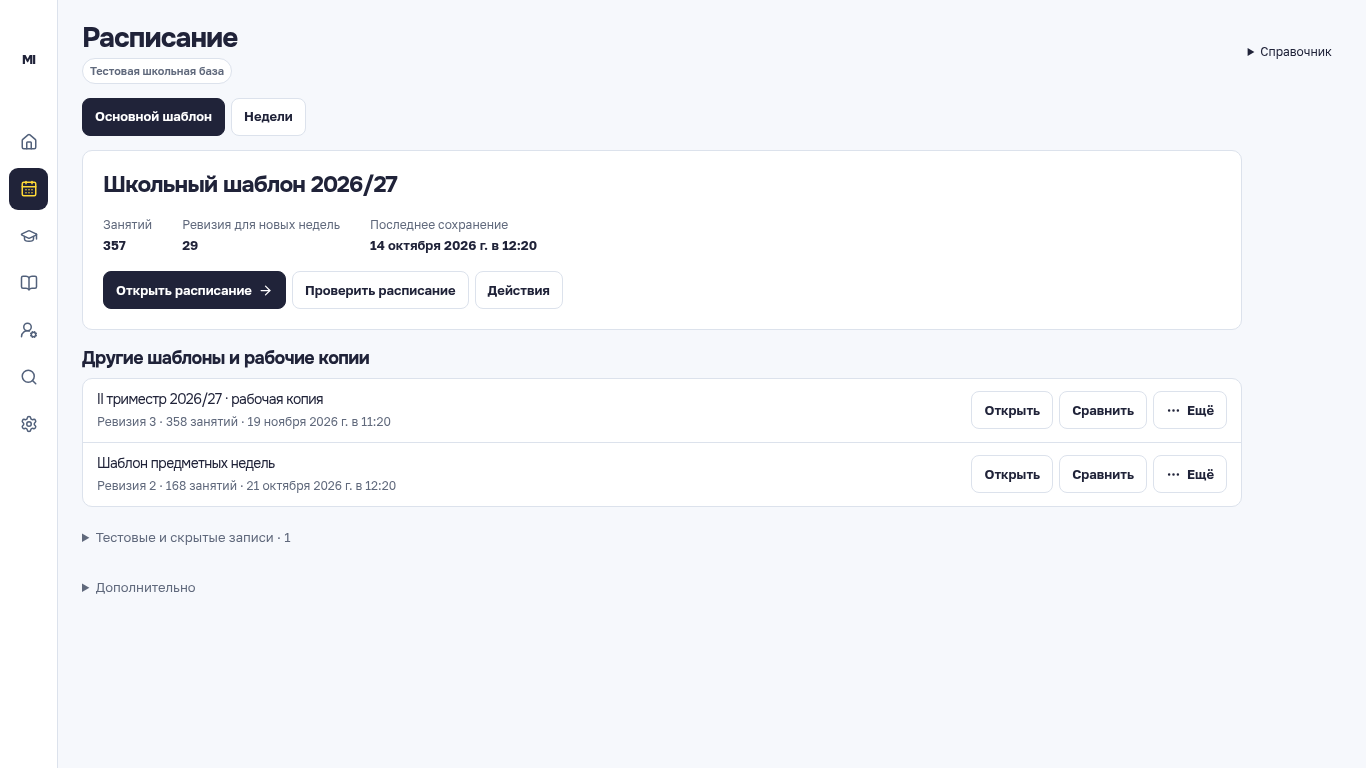 MI
Расписание
Тестовая школьная база
Справочник
Основной шаблон
Недели
Школьный шаблон 2026/27
Занятий
Ревизия для новых недель
Последнее сохранение
357
29
14 октября 2026 г. в 12:20
Открыть расписание →
Проверить расписание
Действия
Другие шаблоны и рабочие копии
II триместр 2026/27 · рабочая копия
Ревизия 3 · 358 занятий · 19 ноября 2026 г. в 11:20
Открыть
Сравнить
··· Ещё
Шаблон предметных недель
Ревизия 2 · 168 занятий · 21 октября 2026 г. в 12:20
Открыть
Сравнить
··· Ещё
Тестовые и скрытые записи · 1
Дополнительно